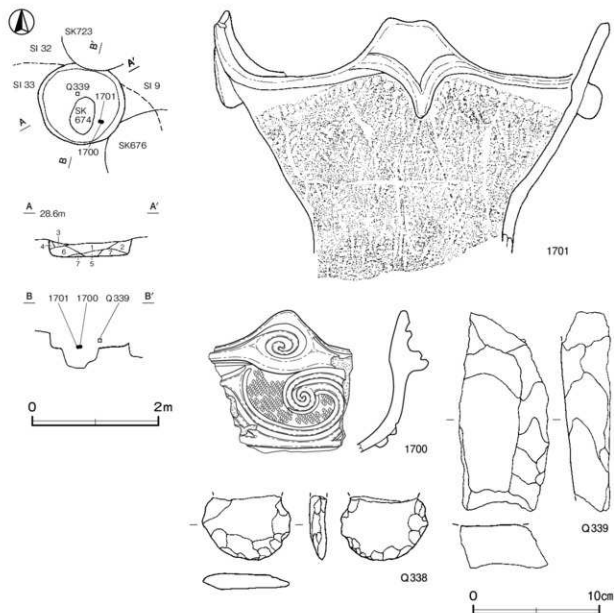 SK723
B'
SI 32
A'
SI 33
Q339
SI 9
1701
SK
674
A
B
1700
SK676
A
28.6m
A'
3
4
1
2
6
7
5
B
1701
1700
Q339
B'
0
2m
1701
1700
Q338
Q339
0
10cm